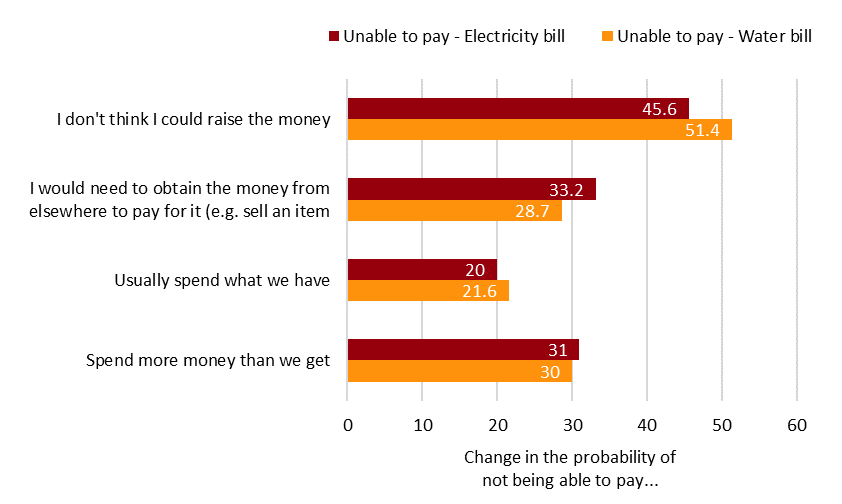 Unable to pay - Electricity bill
Unable to pay - Water bill
I don't think I could raise the money
45.6
51.4
I would need to obtain the money from
elsewhere to pay for it (e.g. sell an item
33.2
28.7
Usually spend what we have
20
21.6
Spend more money than we get
31
30
0 10 20 30 40 50 60
Change in the probability of
not being able to pay...